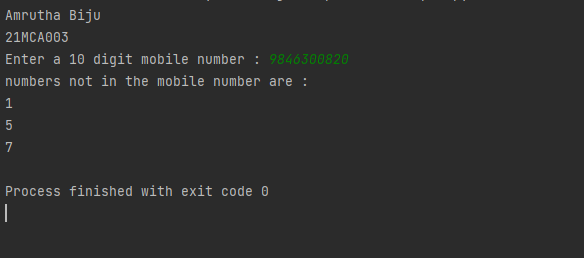 Amrutha Biju
21MCA003
Enter a 10 digit mobile number : 9846300820
numbers not in the mobile number are :
1
5
7
Process finished with exit code 0